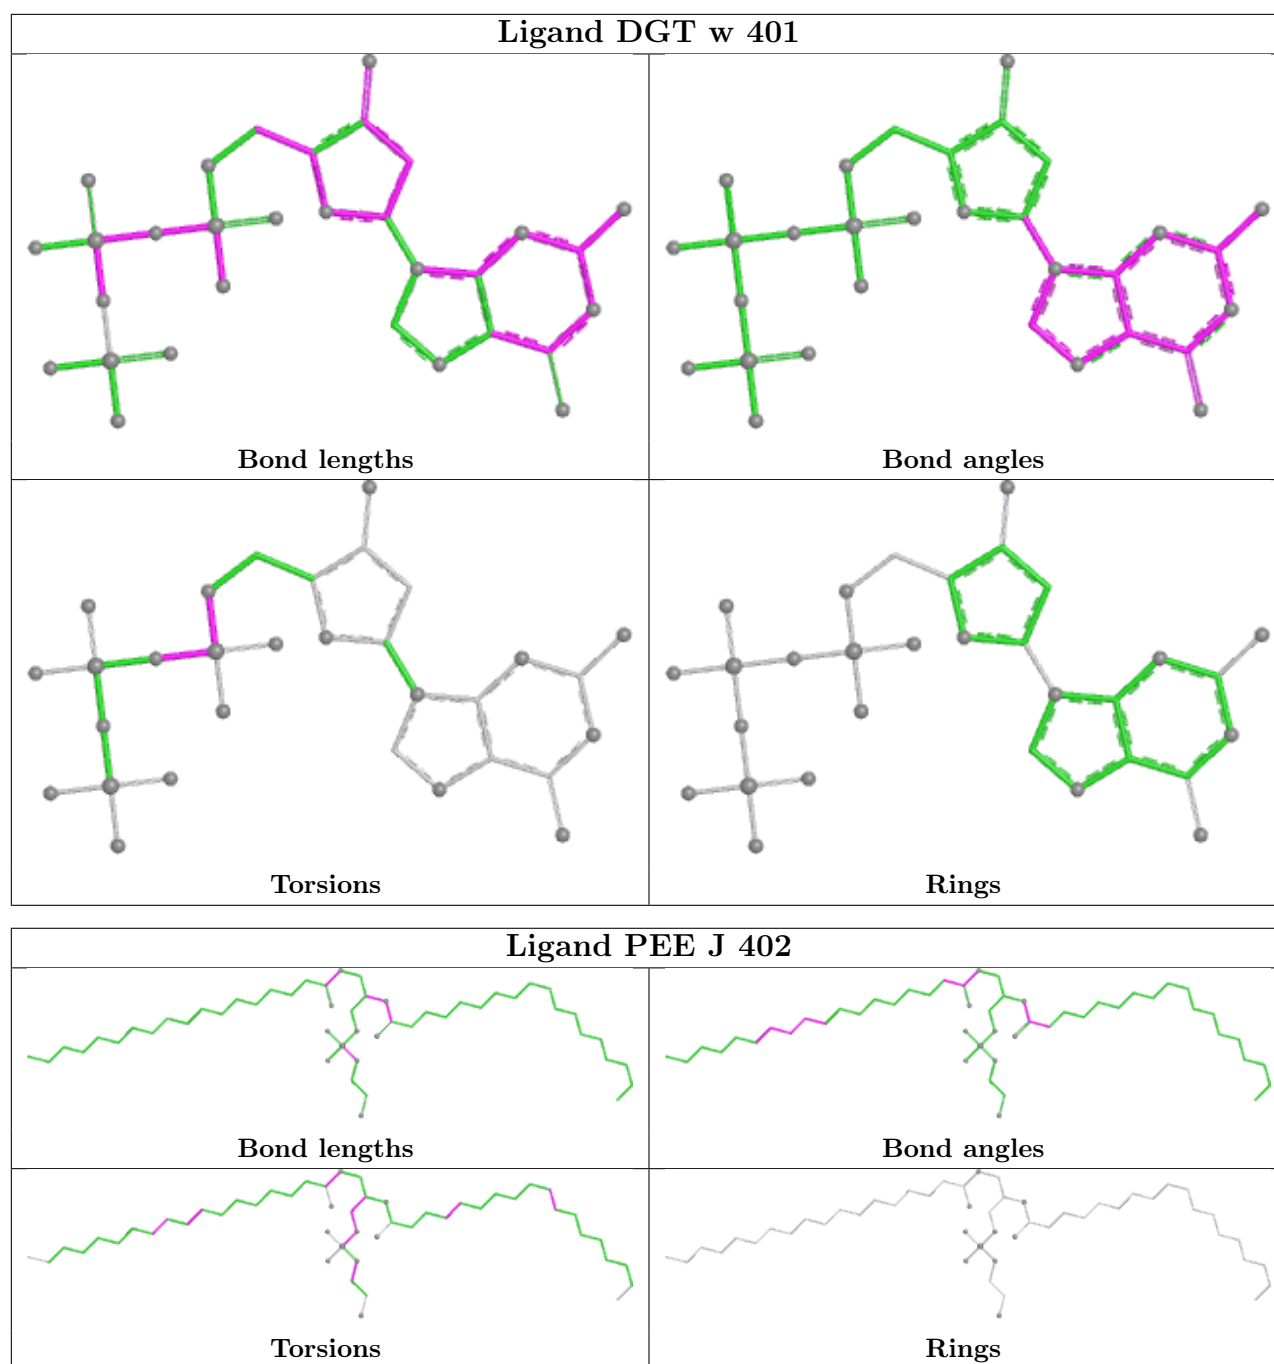 Ligand DGT w 401
Bond lengths
Bond angles
Torsions
Rings
Ligand PEE J 402
Bond lengths
Bond angles
Torsions
Rings